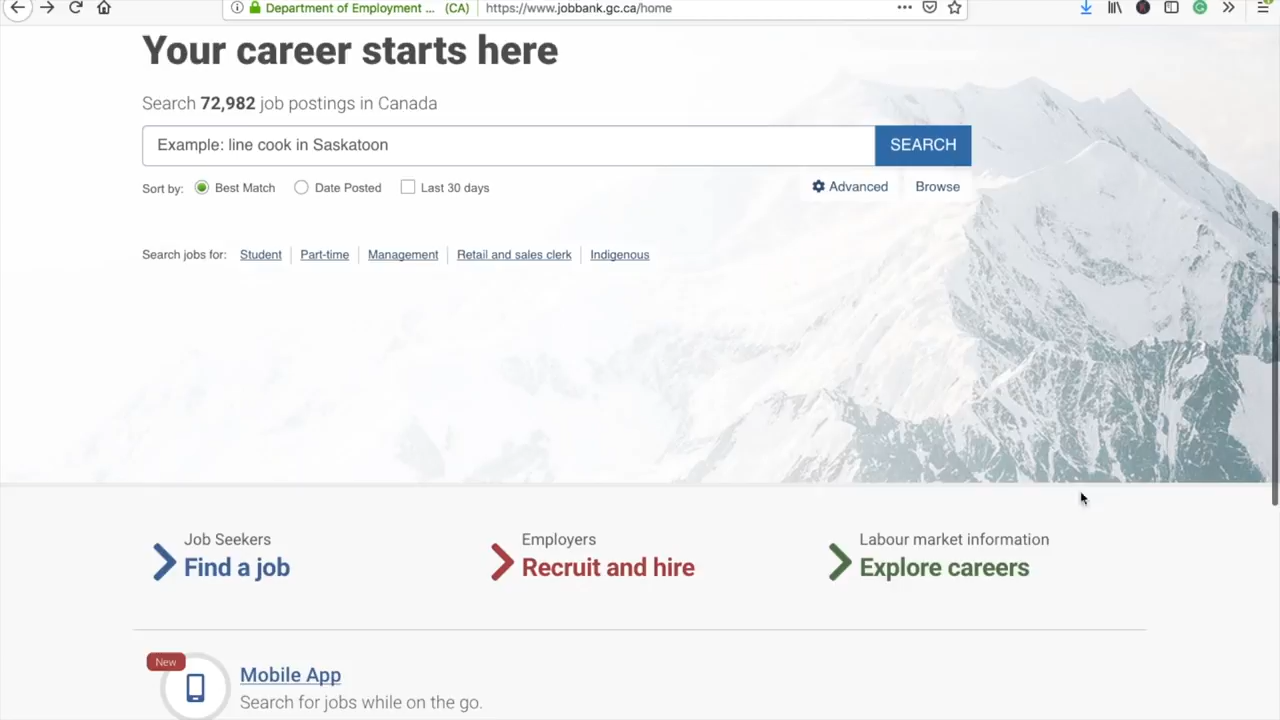 Department of Employment ... (CA) https://www.jobbank.gc.ca/home
Your career starts here
Search 72,982 job postings in Canada
Example: line cook in Saskatoon SEARCH
Sort by: Best Match Date Posted Last 30 days Advanced Browse
Search jobs for: Student Part-time Management Retail and sales clerk Indigenous
Job Seekers Employers Labour market information
Find a job Recruit and hire Explore careers
New
Mobile App
Search for jobs while on the go.